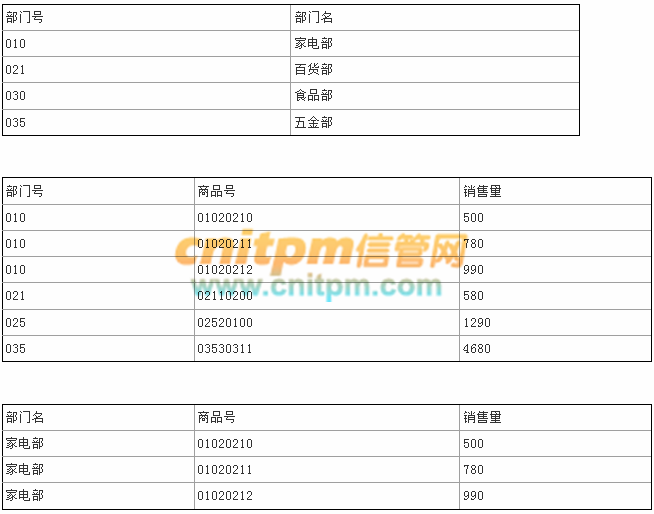 部门号 部门名
010 家电部
021 百货部
030 食品部
035 五金部
部门号 商品号 销售量
010 01020210 500
010 01020211 780
010 01020212 990
021 02110200 580
025 02520100 1290
035 03530311 4680
cnitpm信管网
www.cnitpm.com
部门名 商品号 销售量
家电部 01020210 500
家电部 01020211 780
家电部 01020212 990